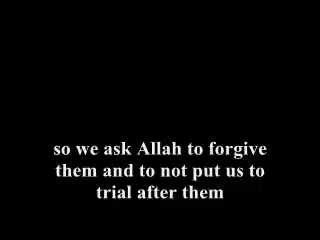 so we ask Allah to forgive
them and to not put us to
trial after them